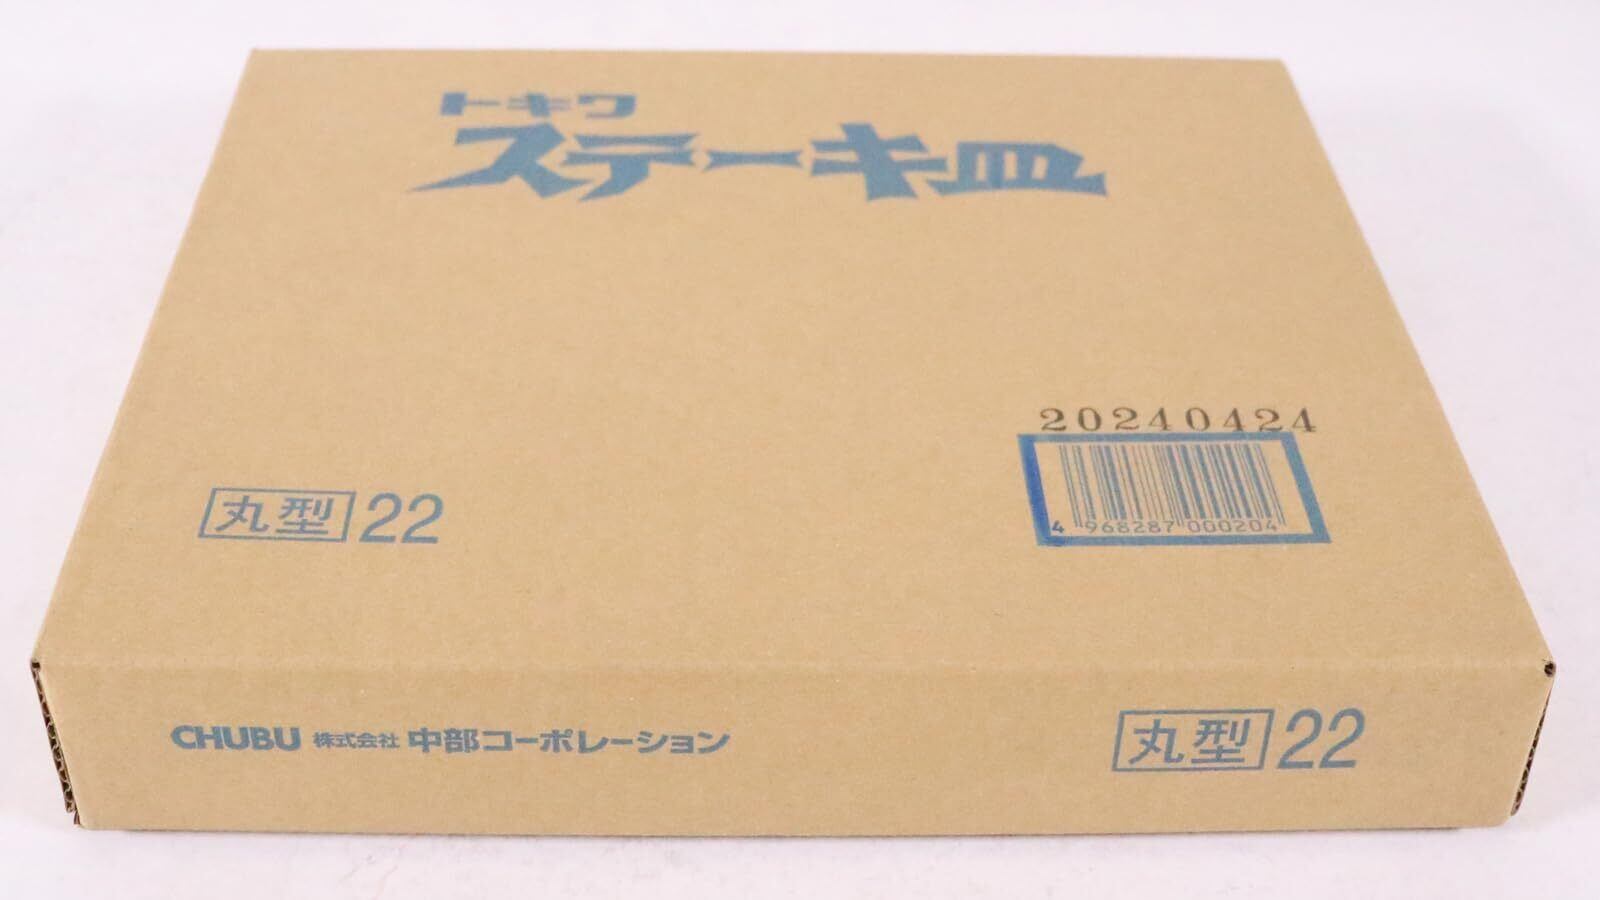 トキワ
ステーキ皿
20240424
4 968287 000204
丸型 22
CHUBU 株式会社 中部コーポレーション
丸型 22